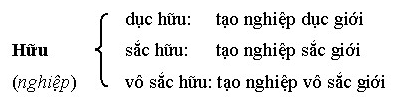 dục hữu: tạo nghiệp dục giới
Hữu sắc hữu: tạo nghiệp sắc giới
(nghiệp) vô sắc hữu: tạo nghiệp vô sắc giới